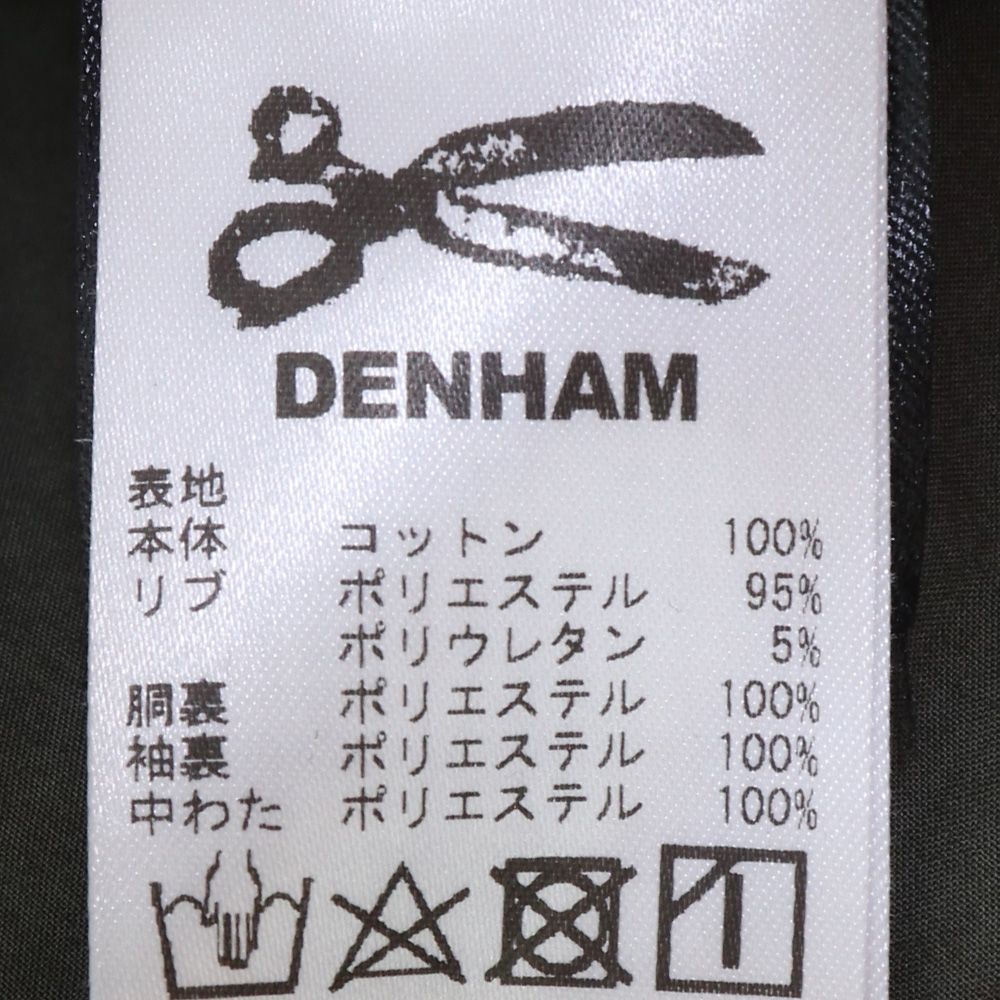 DENHAM
表地
本体 コットン 100%
リブ ポリエステル 95%
ポリウレタン 5%
胴裏 ポリエステル 100%
袖裏 ポリエステル 100%
中わた ポリエステル 100%